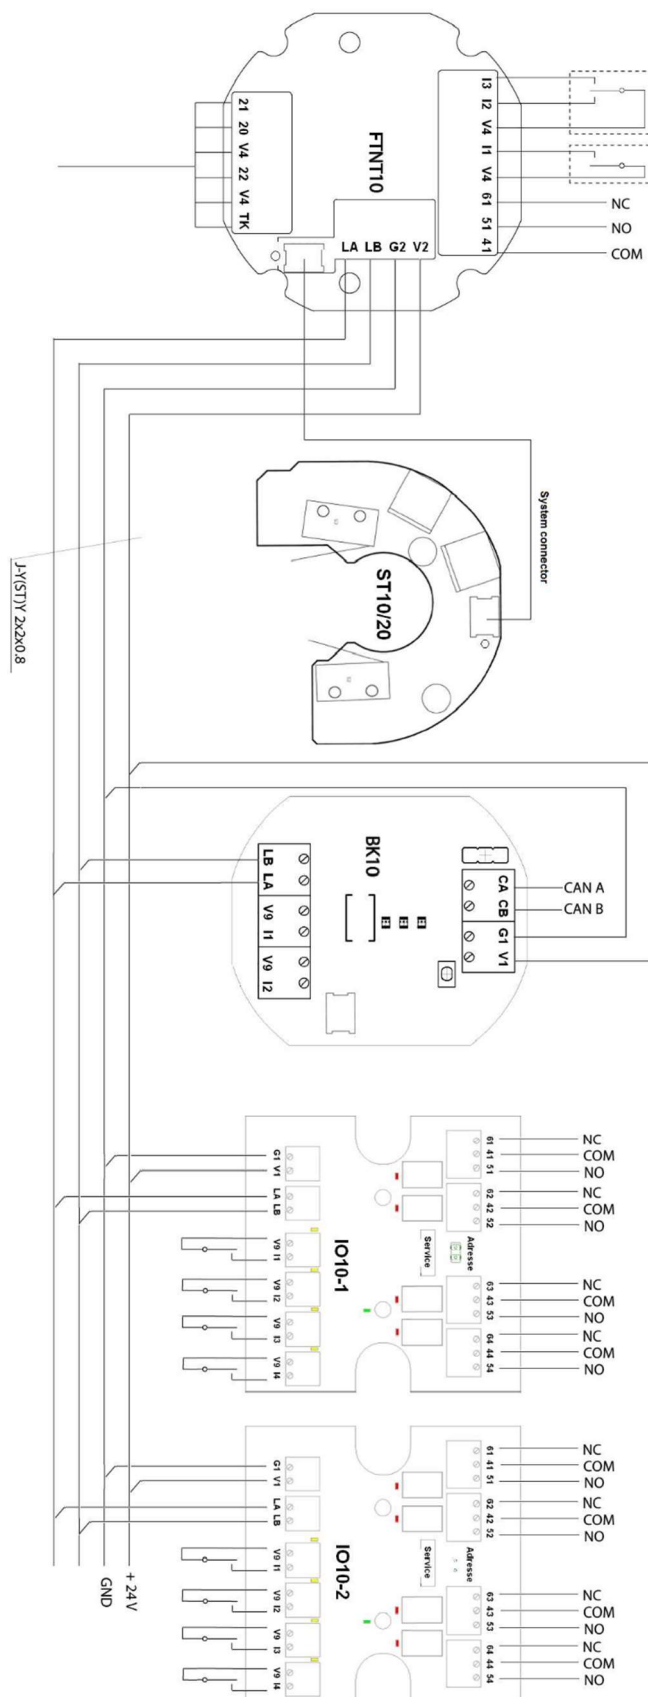 FTNT10
21
20
V4
22
V4
TK
I3
I2
V4
I1
V4
61
51
41
NC
NO
COM
LA LB G2 V2
System connector
ST10/20
J-Y(ST)Y 2x2x0.8
BK10
LB
LA
V9
I1
V9
I2
CA
CB
G1
V1
CAN A
CAN B
IO10-1
G1
V1
LA
LB
V9 I1
V9 I2
V9 I3
V9 I4
Service
Adresse
61 NC
41 COM
51 NO
62 NC
42 COM
52 NO
63 NC
43 COM
53 NO
64 NC
44 COM
54 NO
IO10-2
G1
V1
LA
LB
V9 I1
V9 I2
V9 I3
V9 I4
Service
Adresse
61 NC
41 COM
51 NO
62 NC
42 COM
52 NO
63 NC
43 COM
53 NO
64 NC
44 COM
54 NO
+ 24 V
GND